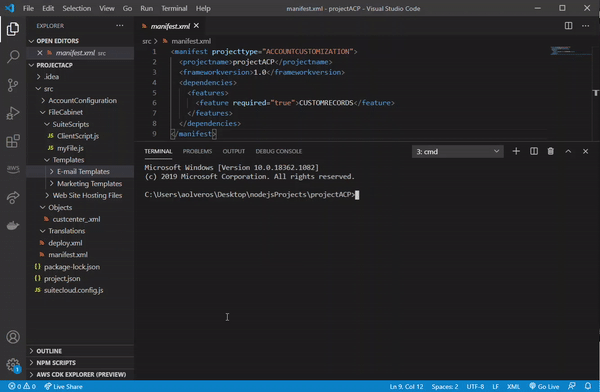 File Edit Selection View Go Run Terminal Help manifest.xml - projectACP - Visual Studio Code
EXPLORER
OPEN EDITORS
manifest.xml src
PROJECTACP
.idea
src
AccountConfiguration
FileCabinet
SuiteScripts
ClientScript.js
myFile.js
Templates
E-mail Templates
Marketing Templates
Web Site Hosting Files
Objects
custcenter_.xml
Translations
deploy.xml
manifest.xml
package-lock.json
project.json
suitecloud.config.js
OUTLINE
NPM SCRIPTS
AWS CDK EXPLORER (PREVIEW)
aws
manifest.xml
src > manifest.xml
1 <manifest projecttype="ACCOUNTCUSTOMIZATION">
2 <projectname>projectACP</projectname>
3 <frameworkversion>1.0</frameworkversion>
4 <dependencies>
5 <features>
6 <feature required="true">CUSTOMRECORDS</feature>
7 </features>
8 </dependencies>
9 </manifest>
TERMINAL PROBLEMS OUTPUT DEBUG CONSOLE 3: cmd
Microsoft Windows [Version 10.0.18362.1082]
(c) 2019 Microsoft Corporation. All rights reserved.
C:\Users\aolveros\Desktop\nodejsProjects\projectACP>
1
0 0 Live Share Ln 9, Col 12 Spaces: 2 UTF-8 LF XML Go Live